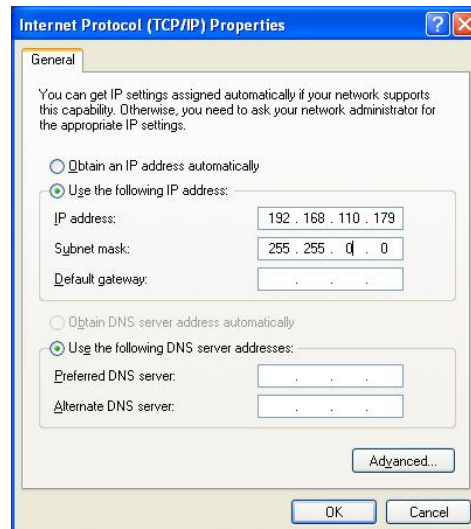 Internet Protocol (TCP/IP) Properties
General
You can get IP settings assigned automatically if your network supports
this capability. Otherwise, you need to ask your network administrator for
the appropriate IP settings.
Obtain an IP address automatically
Use the following IP address:
IP address: 192 . 168 . 110 . 179
Subnet mask: 255 . 255 . 0 . 0
Default gateway: . . .
Obtain DNS server address automatically
Use the following DNS server addresses:
Preferred DNS server: . . .
Alternate DNS server: . . .
Advanced...
OK Cancel